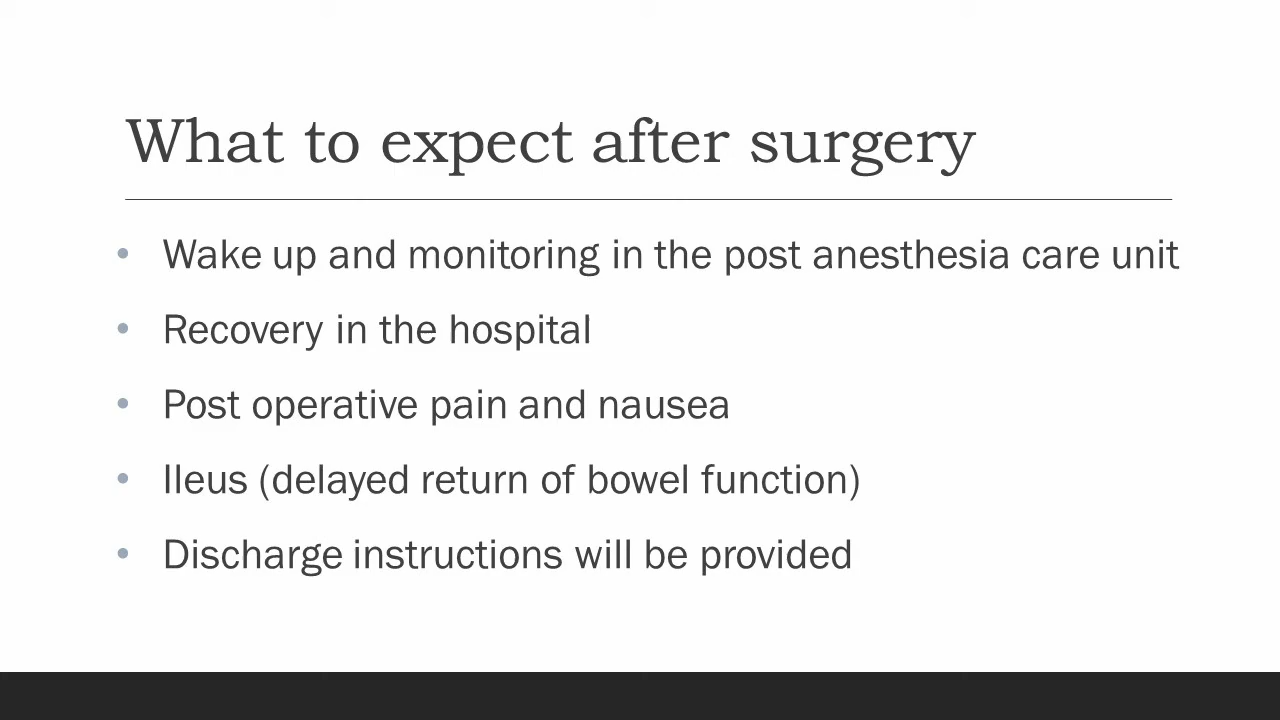 What to expect after surgery
• Wake up and monitoring in the post anesthesia care unit
• Recovery in the hospital
• Post operative pain and nausea
• Ileus (delayed return of bowel function)
• Discharge instructions will be provided